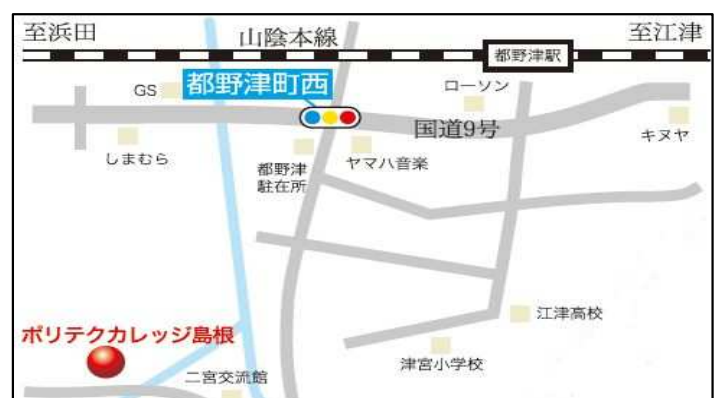 至浜田
山陰本線
至江津
都野津駅
GS
都野津町西
ローソン
国道9号
キヌヤ
しまむら
都野津
駐在所
ヤマハ音楽
江津高校
ポリテクカレッジ島根
津宮小学校
二宮交流館